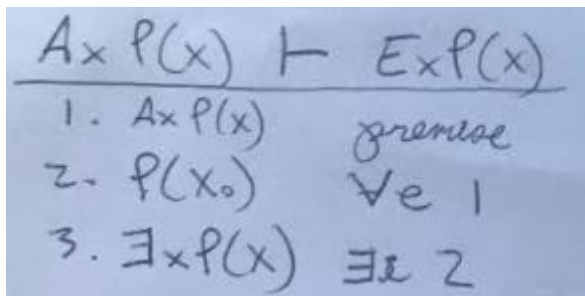 Ax P(x) ⊢ Ex P(x)
1. Ax P(x) premise
2. P(x₀) ∀e 1
3. ∃x P(x) ∃i 2